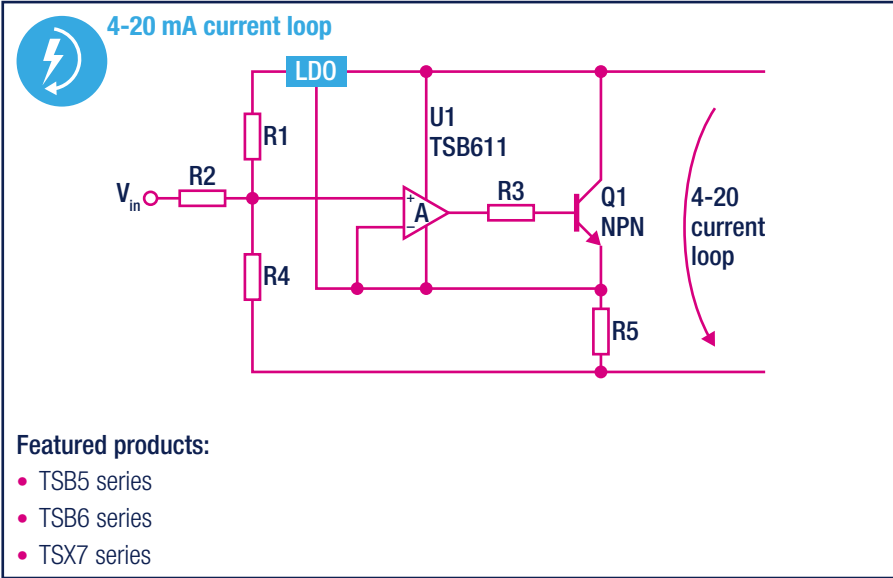 4-20 mA current loop
LDO
R1
U1
TSB611
R2
Vin
+
A
−
R3
Q1
NPN
4-20
current
loop
R4
R5
Featured products:
• TSB5 series
• TSB6 series
• TSX7 series